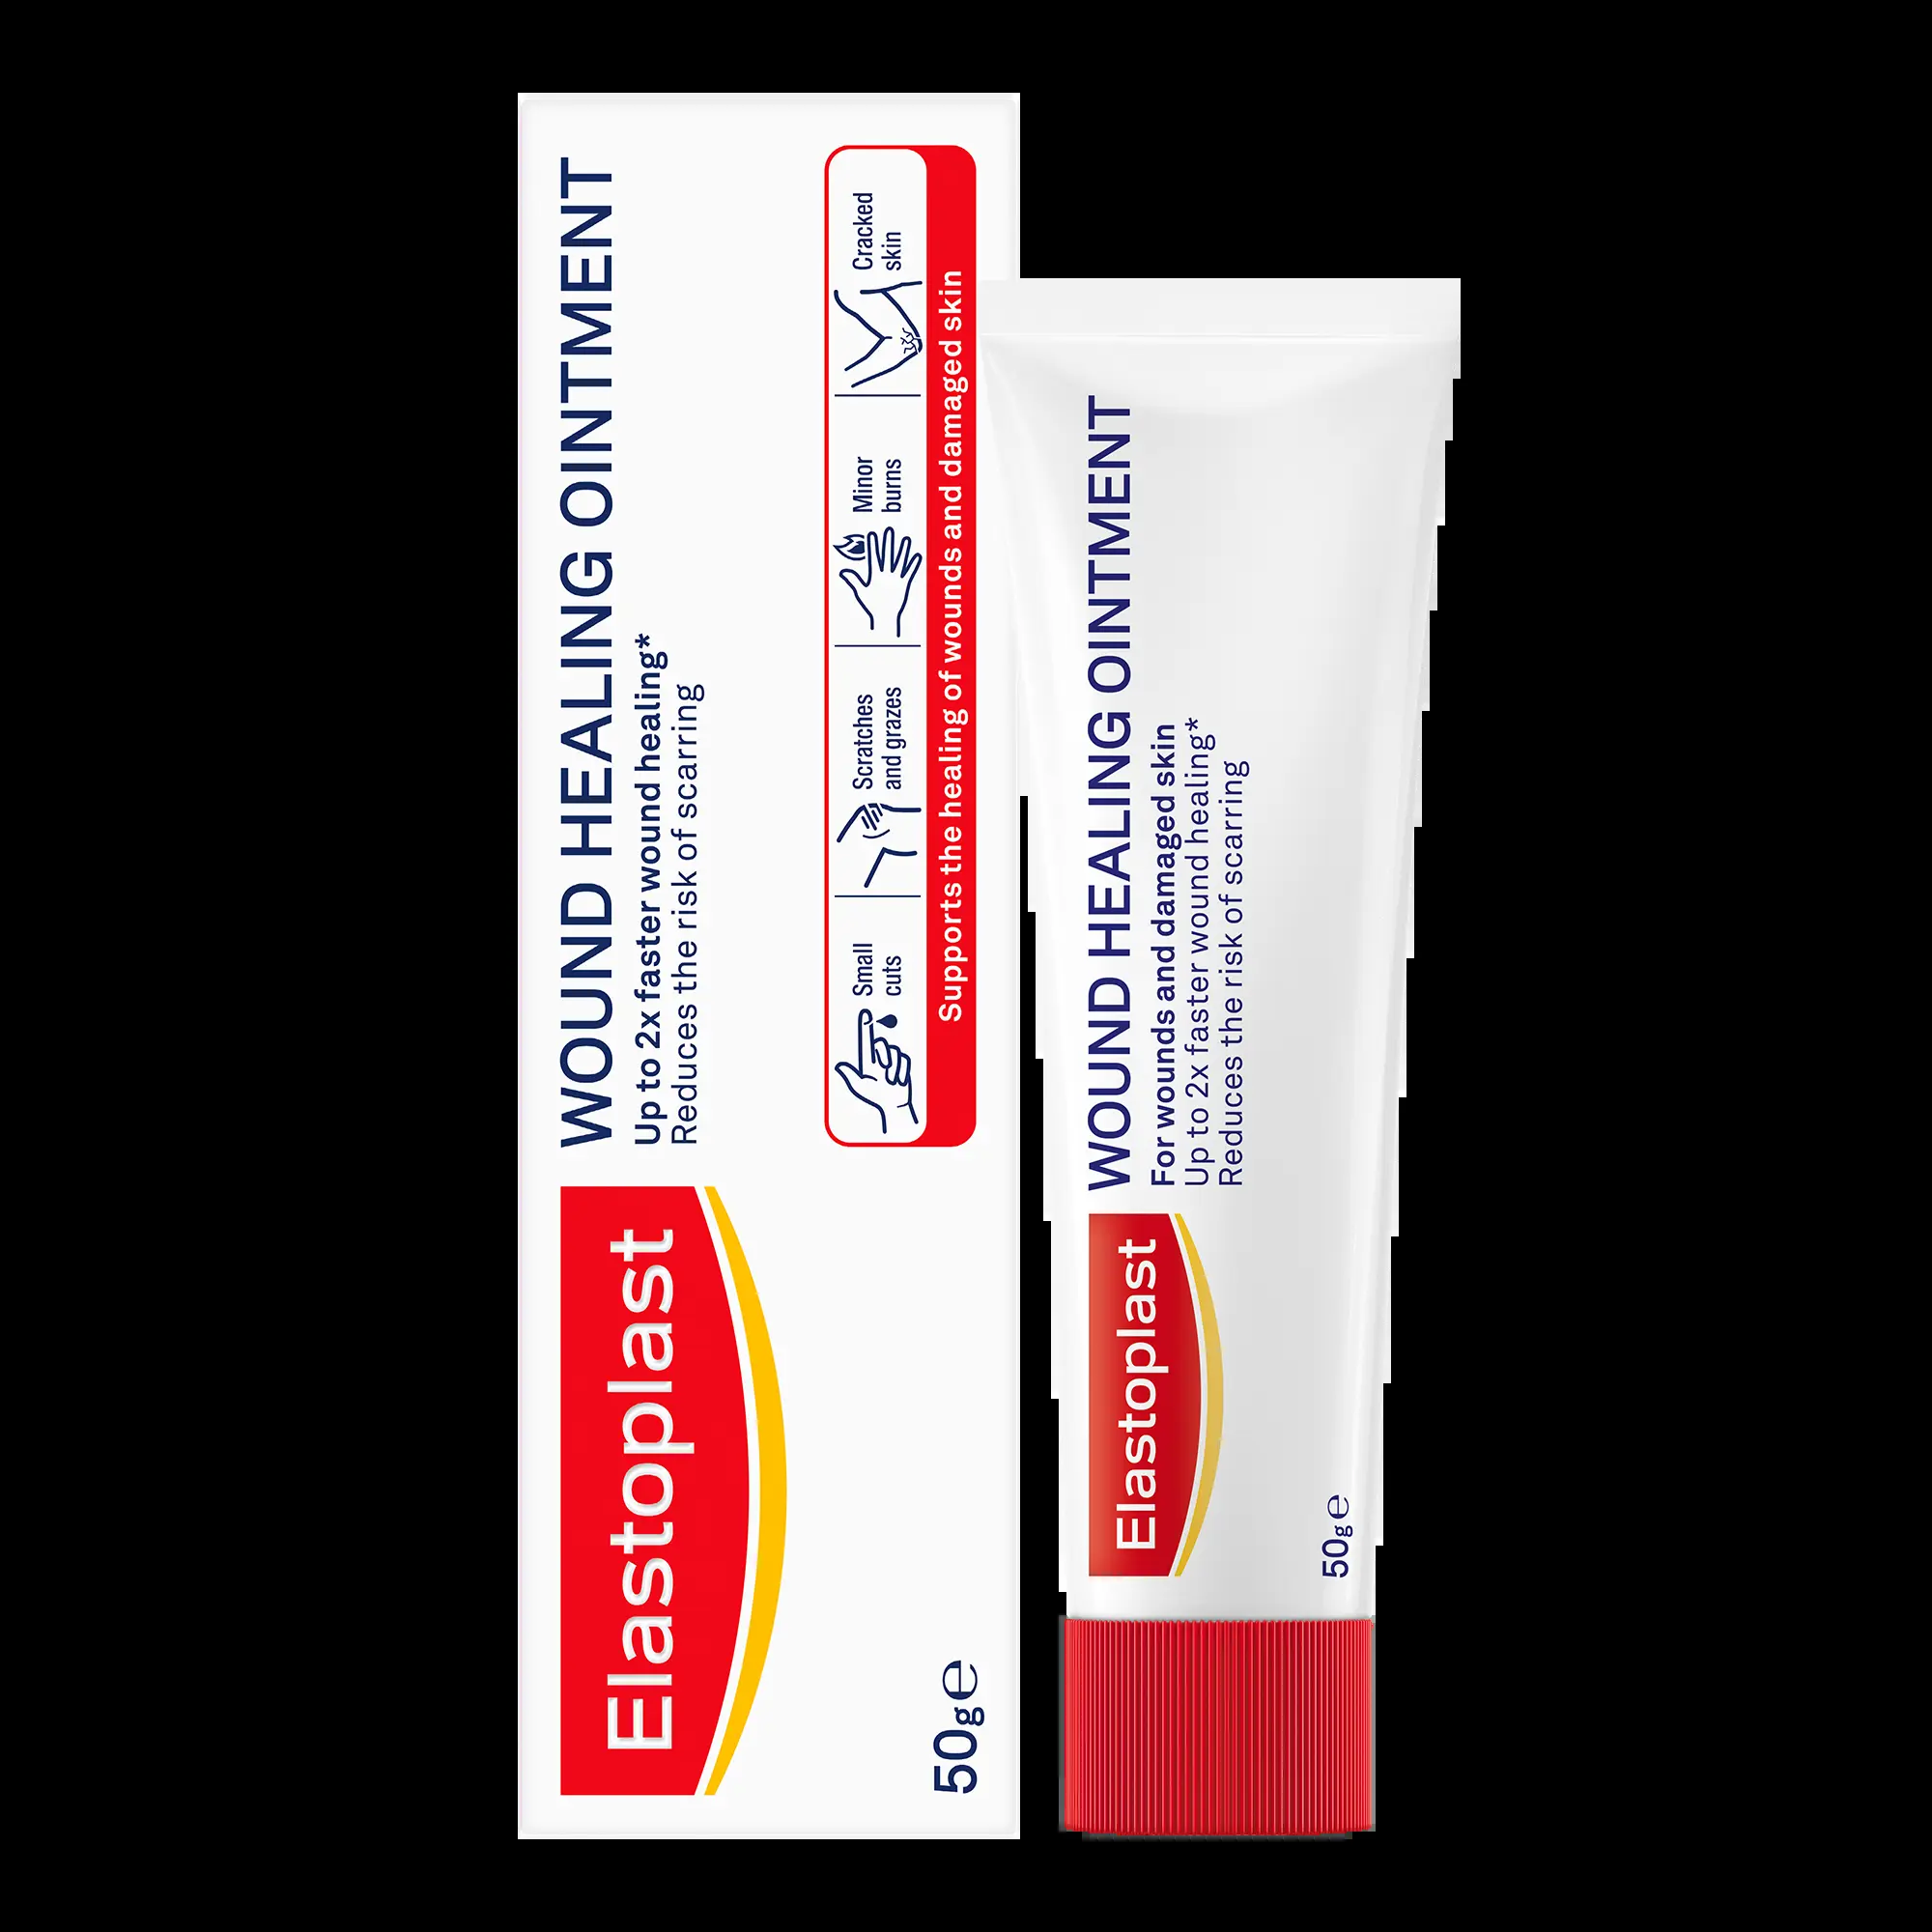 Elastoplast
WOUND HEALING OINTMENT
Up to 2x faster wound healing*
Reduces the risk of scarring
Small
cuts
Scratches
and grazes
Minor
burns
Cracked
skin
Supports the healing of wounds and damaged skin
50g ℮
Elastoplast
WOUND HEALING OINTMENT
For wounds and damaged skin
Up to 2x faster wound healing*
Reduces the risk of scarring
50g ℮